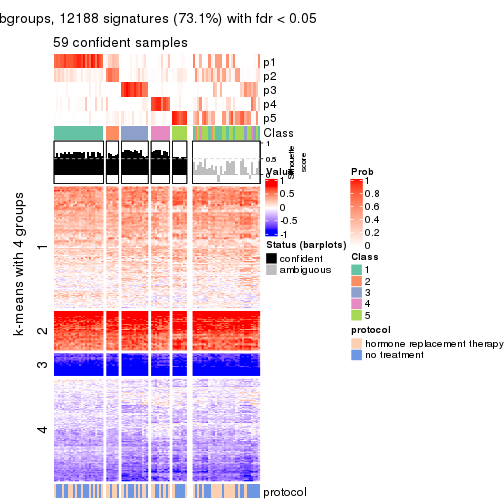 bgroups, 12188 signatures (73.1%) with fdr < 0.05
59 confident samples
p1
p2
p3
p4
p5
Class
1
0.5
0
Silhouette
score
k-means with 4 groups
1
2
3
4
protocol
Value
1
0.5
0
-0.5
-1
Status (barplots)
confident
ambiguous
Prob
1
0.8
0.6
0.4
0.2
0
Class
1
2
3
4
5
protocol
hormone replacement therapy
no treatment